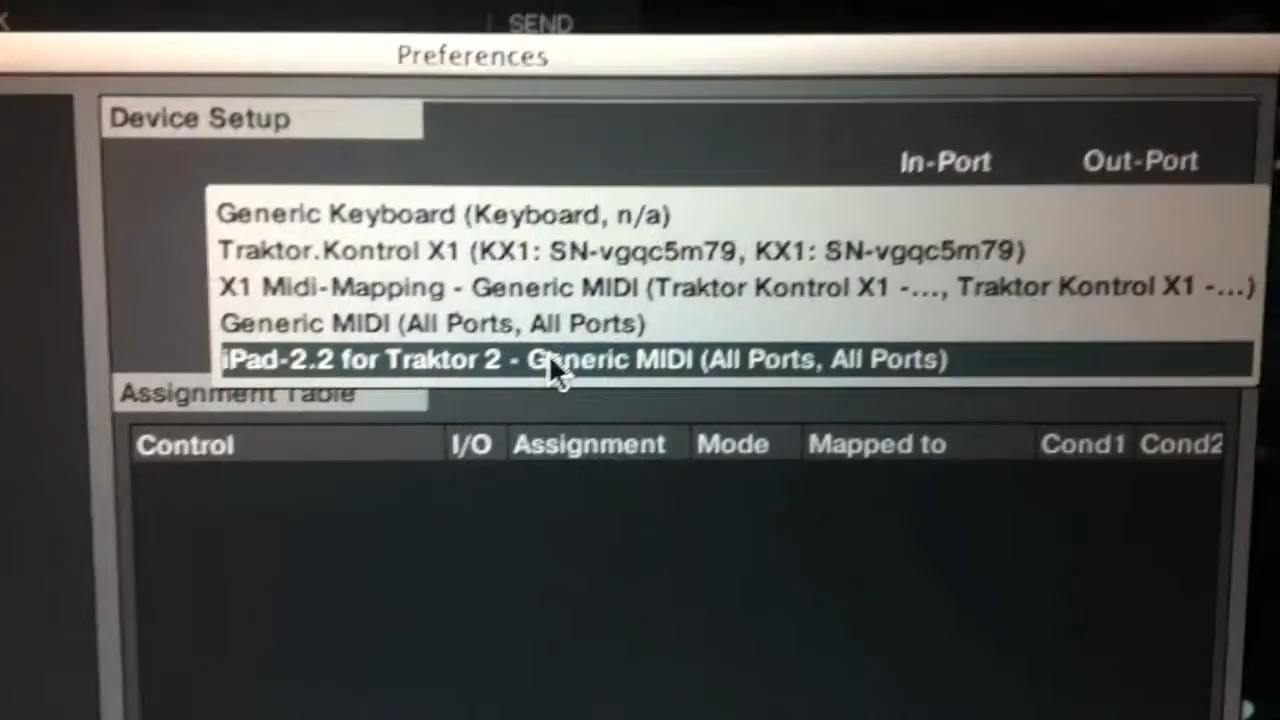 SEND
Preferences
Device Setup
In-Port Out-Port
Generic Keyboard (Keyboard, n/a)
Traktor.Kontrol X1 (KX1: SN-vgqc5m79, KX1: SN-vgqc5m79)
X1 Midi-Mapping - Generic MIDI (Traktor Kontrol X1 -..., Traktor Kontrol X1 -...)
Generic MIDI (All Ports, All Ports)
iPad-2.2 for Traktor 2 - Generic MIDI (All Ports, All Ports)
Assignment Table
Control I/O Assignment Mode Mapped to Cond1 Cond2